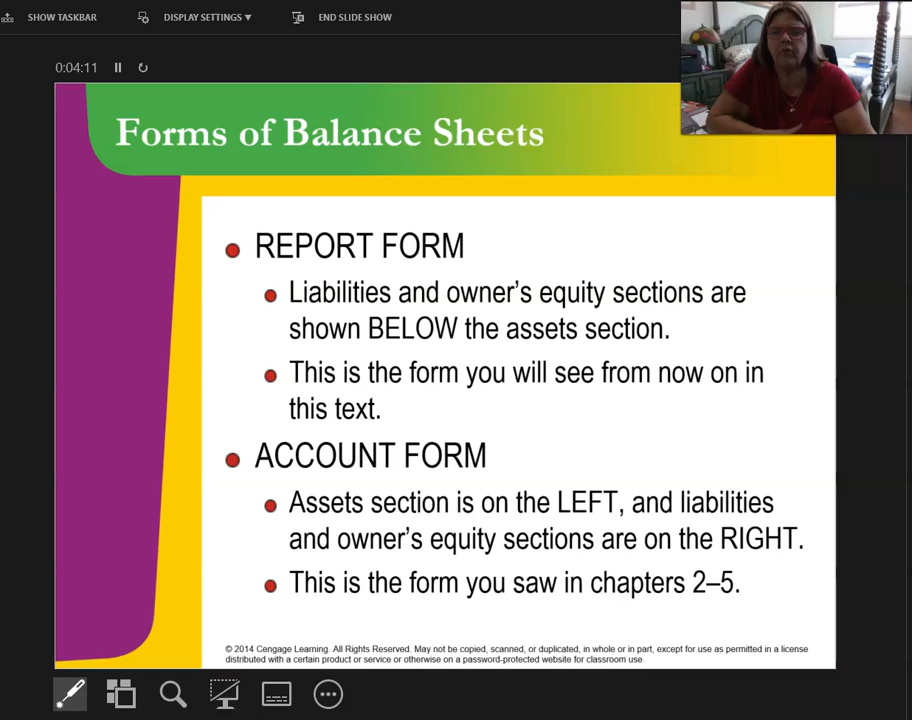 SHOW TASKBAR
DISPLAY SETTINGS
END SLIDE SHOW
0:04:11
Forms of Balance Sheets
REPORT FORM
Liabilities and owner’s equity sections are
shown BELOW the assets section.
This is the form you will see from now on in
this text.
ACCOUNT FORM
Assets section is on the LEFT, and liabilities
and owner’s equity sections are on the RIGHT.
This is the form you saw in chapters 2–5.
© 2014 Cengage Learning. All Rights Reserved. May not be copied, scanned, or duplicated, in whole or in part, except for use as permitted in a license
distributed with a certain product or service or otherwise on a password-protected website for classroom use.